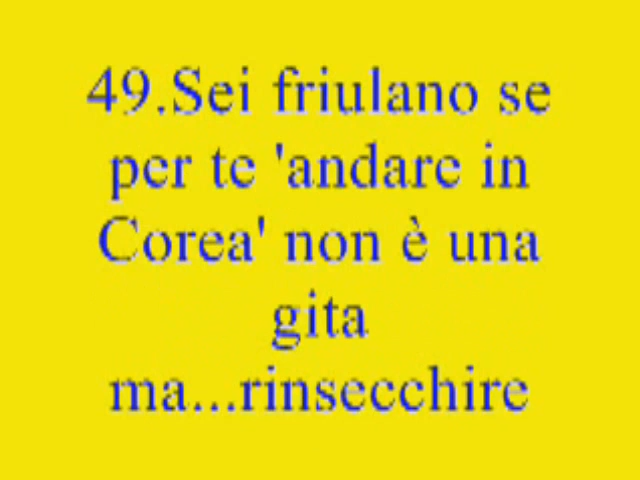 49.Sei friulano se
per te 'andare in
Corea' non è una
gita
ma...rinsecchire